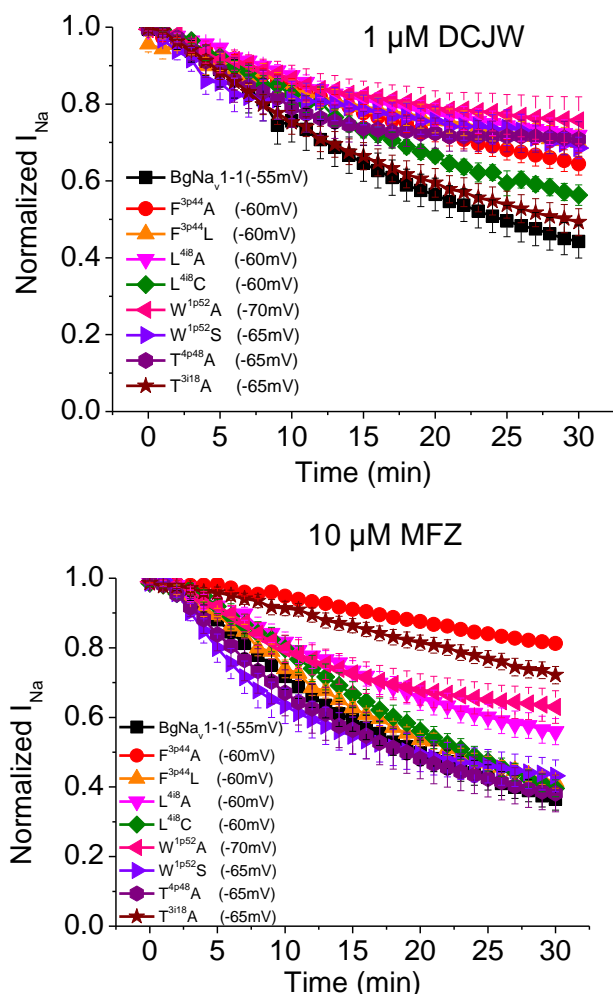 1 µM DCJW
Normalized I_Na
1.0
0.8
0.6
0.4
0.2
0.0
BgNa_v1-1(-55mV)
F^3p44A (-60mV)
F^3p44L (-60mV)
L^4i8A (-60mV)
L^4i8C (-60mV)
W^1p52A (-70mV)
W^1p52S (-65mV)
T^4p48A (-65mV)
T^3i18A (-65mV)
0 5 10 15 20 25 30
Time (min)
10 µM MFZ
Normalized I_Na
1.0
0.8
0.6
0.4
0.2
0.0
BgNa_v1-1(-55mV)
F^3p44A (-60mV)
F^3p44L (-60mV)
L^4i8A (-60mV)
L^4i8C (-60mV)
W^1p52A (-70mV)
W^1p52S (-65mV)
T^4p48A (-65mV)
T^3i18A (-65mV)
0 5 10 15 20 25 30
Time (min)